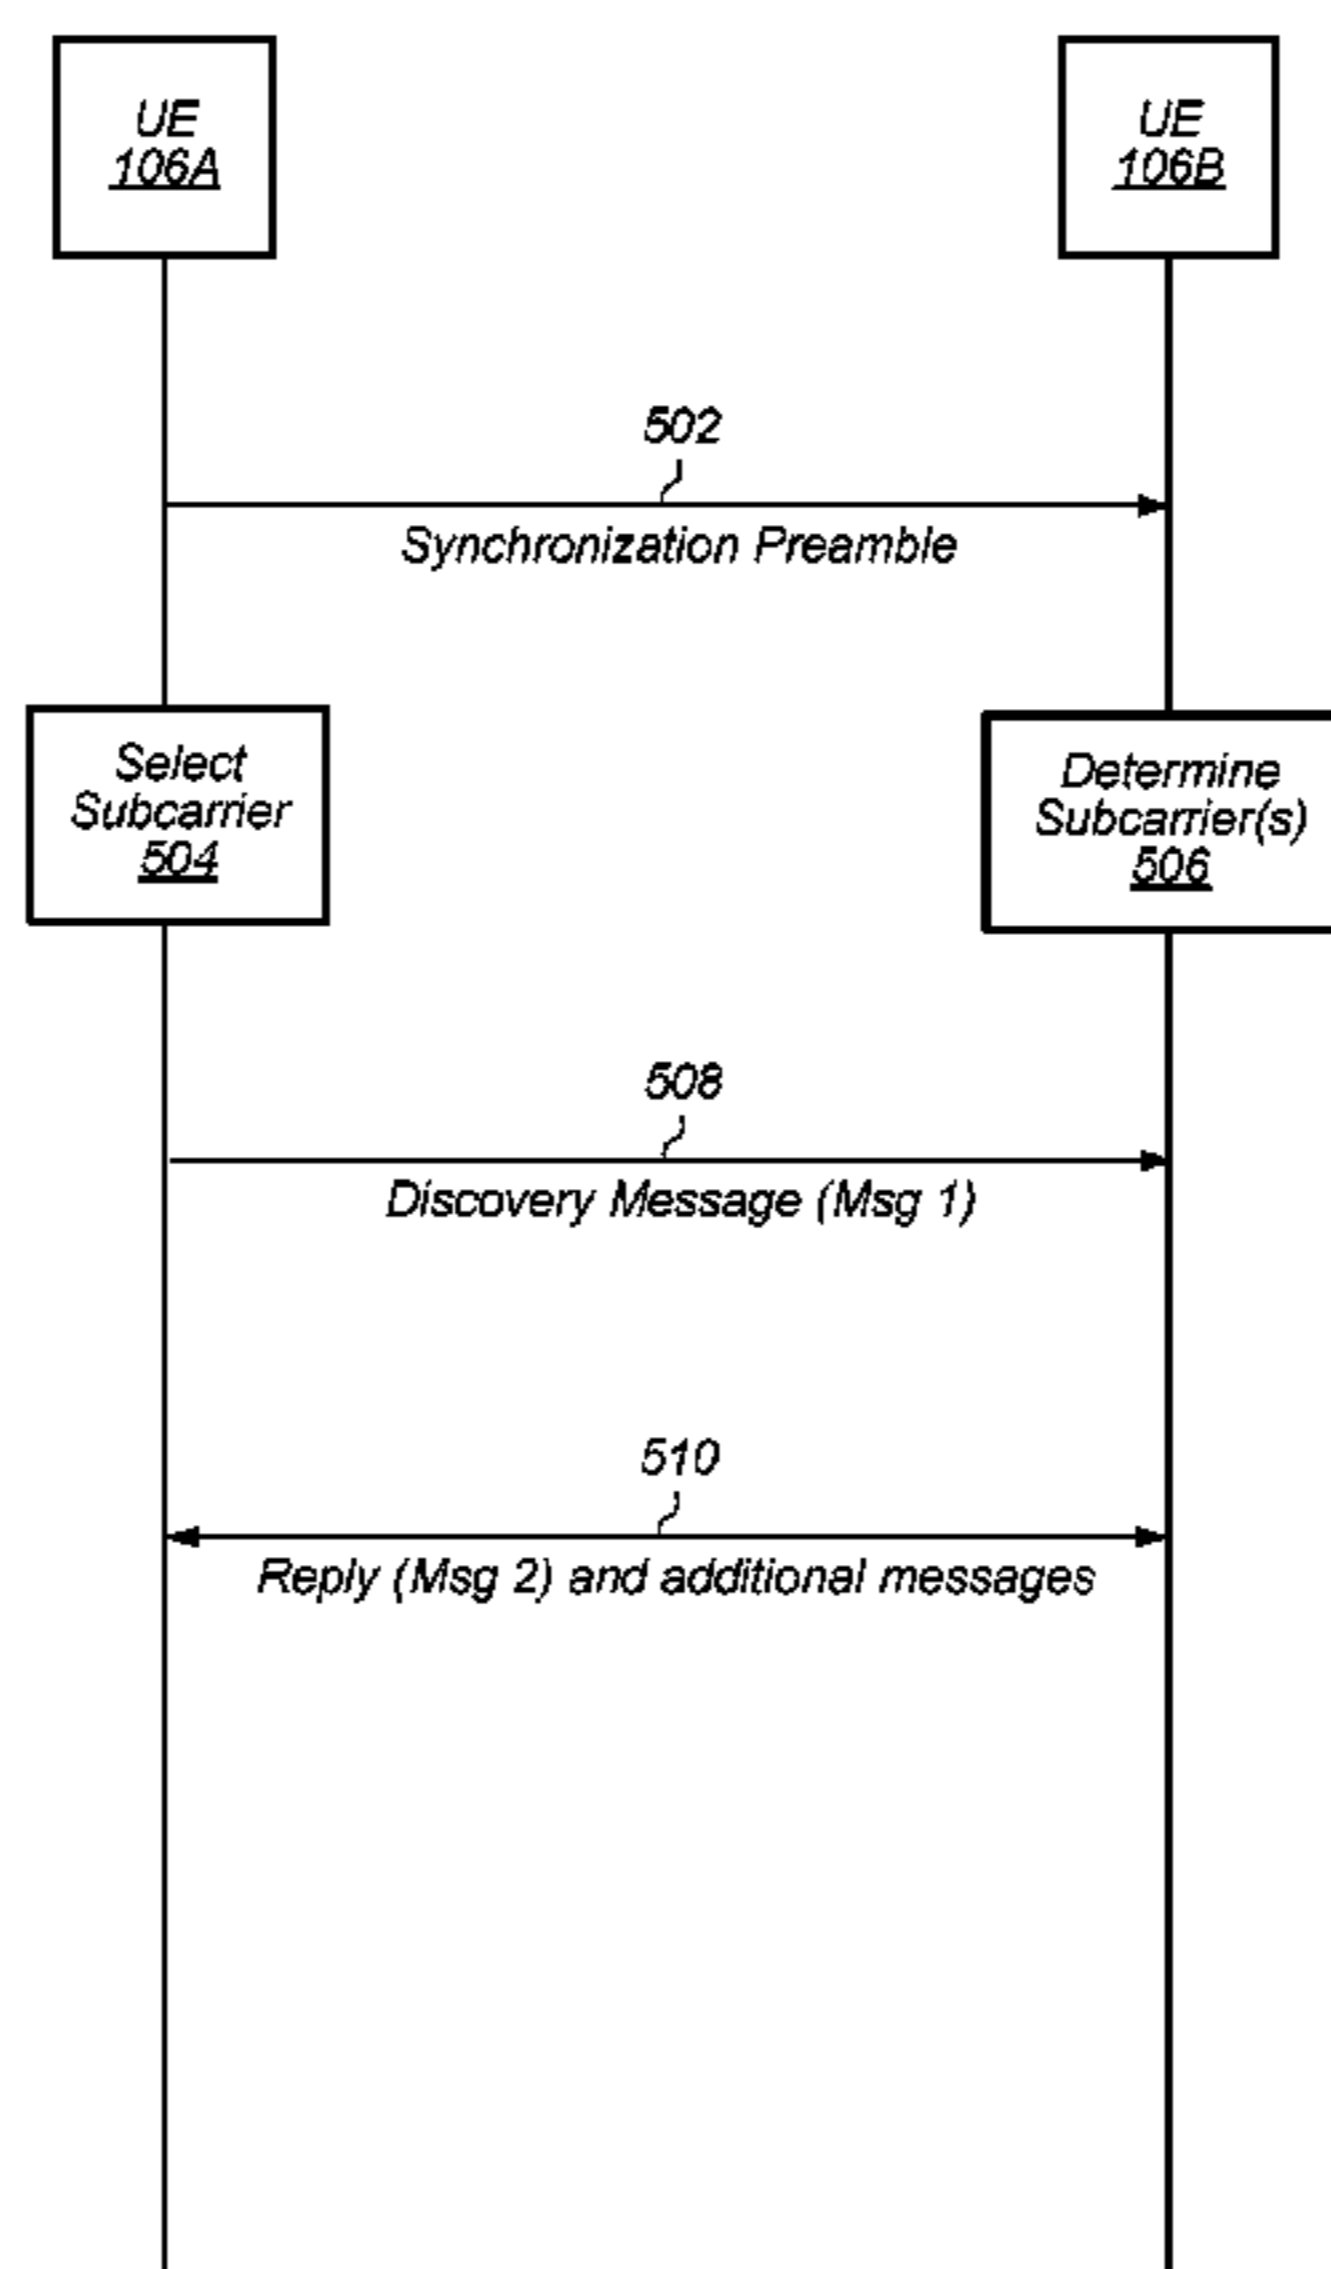 UE
106A
UE
106B
502
Synchronization Preamble
Select
Subcarrier
504
Determine
Subcarrier(s)
506
508
Discovery Message (Msg 1)
510
Reply (Msg 2) and additional messages